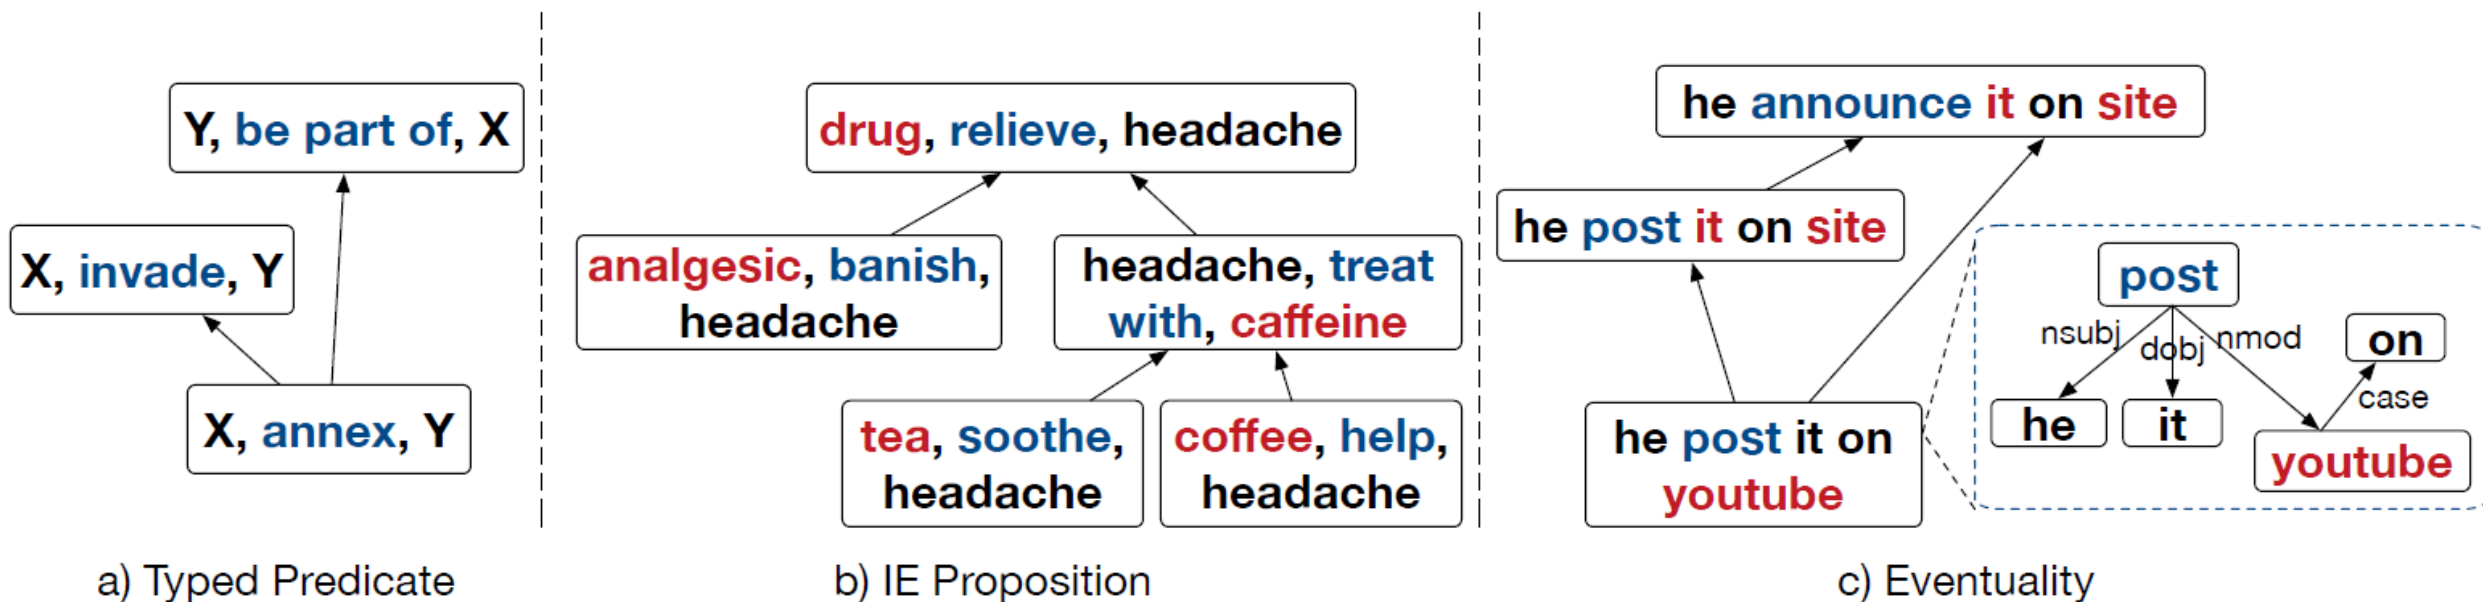 Y, be part of, X
X, invade, Y
X, annex, Y
a) Typed Predicate
drug, relieve, headache
analgesic, banish,
headache
headache, treat
with, caffeine
tea, soothe,
headache
coffee, help,
headache
b) IE Proposition
he announce it on site
he post it on site
he post it on
youtube
post
nsubj
dobj
nmod
on
case
he
it
youtube
c) Eventuality